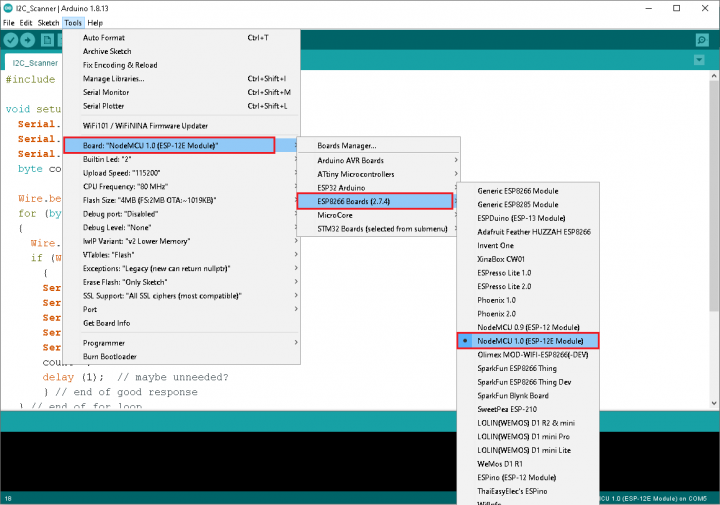 I2C_Scanner | Arduino 1.8.13
File Edit Sketch Tools Help
I2C_Scanner
#include
void setu
Serial.
Serial.
Serial.
byte co
Wire.be
for (by
(
Wire.
if (W
{
Ser
Ser
Ser
Ser
Ser
count
delay (1); // maybe unneeded?
} // end of good response
} // end of for loop
Auto Format Ctrl+T
Archive Sketch
Fix Encoding & Reload
Manage Libraries... Ctrl+Shift+I
Serial Monitor Ctrl+Shift+M
Serial Plotter Ctrl+Shift+L
WiFi101 / WiFiNINA Firmware Updater
Board: "NodeMCU 1.0 (ESP-12E Module)"
Builtin Led: "2"
Upload Speed: "115200"
CPU Frequency: "80 MHz"
Flash Size: "4MB (FS:2MB OTA:~1019KB)"
Debug port: "Disabled"
Debug Level: "None"
lwIP Variant: "v2 Lower Memory"
VTables: "Flash"
Exceptions: "Legacy (new can return nullptr)"
Erase Flash: "Only Sketch"
SSL Support: "All SSL ciphers (most compatible)"
Port
Get Board Info
Programmer
Burn Bootloader
Boards Manager...
Arduino AVR Boards
ATtiny Microcontrollers
ESP32 Arduino
ESP8266 Boards (2.7.4)
MicroCore
STM32 Boards (selected from submenu)
Generic ESP8266 Module
Generic ESP8285 Module
ESPDuino (ESP-13 Module)
Adafruit Feather HUZZAH ESP8266
Invent One
XinaBox CW01
ESPresso Lite 1.0
ESPresso Lite 2.0
Phoenix 1.0
Phoenix 2.0
NodeMCU 0.9 (ESP-12 Module)
NodeMCU 1.0 (ESP-12E Module)
Olimex MOD-WIFI-ESP8266(-DEV)
SparkFun ESP8266 Thing
SparkFun ESP8266 Thing Dev
SparkFun Blynk Board
SweetPea ESP-210
LOLIN(WEMOS) D1 R2 & mini
LOLIN(WEMOS) D1 mini Pro
LOLIN(WEMOS) D1 mini Lite
WeMos D1 R1
ESPino (ESP-12 Module)
ThaiEasyElec's ESPino
18
MCU 1.0 (ESP-12E Module) on COM5